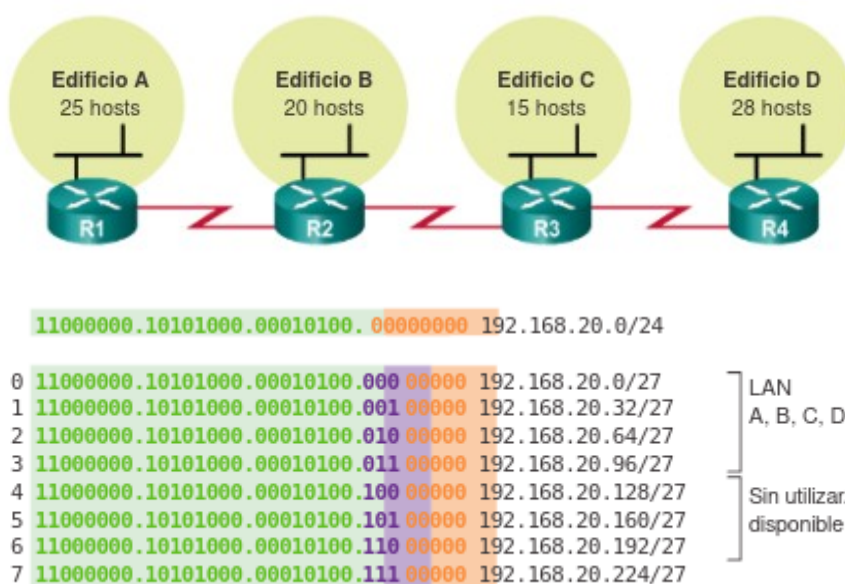 Edificio A
25 hosts
Edificio B
20 hosts
Edificio C
15 hosts
Edificio D
28 hosts
R1
R2
R3
R4
11000000.10101000.00010100. 00000000 192.168.20.0/24
0 11000000.10101000.00010100.000 00000 192.168.20.0/27
1 11000000.10101000.00010100.001 00000 192.168.20.32/27
2 11000000.10101000.00010100.010 00000 192.168.20.64/27
3 11000000.10101000.00010100.011 00000 192.168.20.96/27
4 11000000.10101000.00010100.100 00000 192.168.20.128/27
5 11000000.10101000.00010100.101 00000 192.168.20.160/27
6 11000000.10101000.00010100.110 00000 192.168.20.192/27
7 11000000.10101000.00010100.111 00000 192.168.20.224/27
LAN
A, B, C, D
Sin utilizar.
disponible